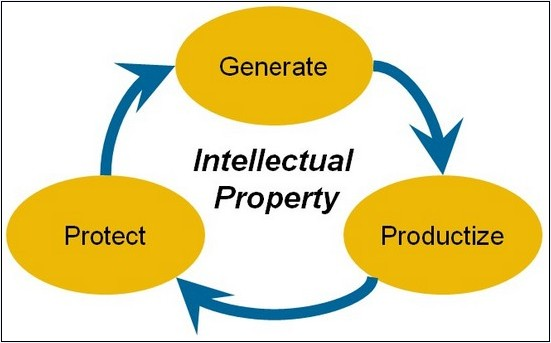 Generate
Intellectual
Property
Protect
Productize